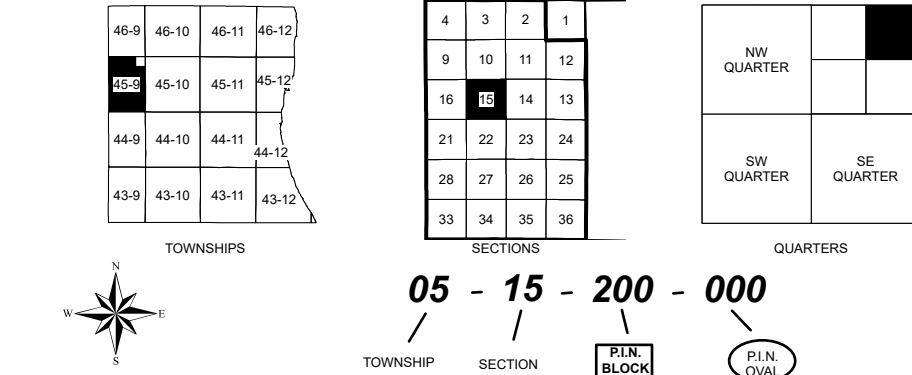 46-9 46-10 46-11 46-12
45-9 45-10 45-11 45-12
44-9 44-10 44-11 44-12
43-9 43-10 43-11 43-12
TOWNSHIPS
4 3 2 1
9 10 11 12
16 15 14 13
21 22 23 24
28 27 26 25
33 34 35 36
SECTIONS
NW
QUARTER
SW
QUARTER
SE
QUARTER
QUARTERS
N
W E
S
05 - 15 - 200 - 000
TOWNSHIP
SECTION
P.I.N.
BLOCK
P.I.N.
OVAL